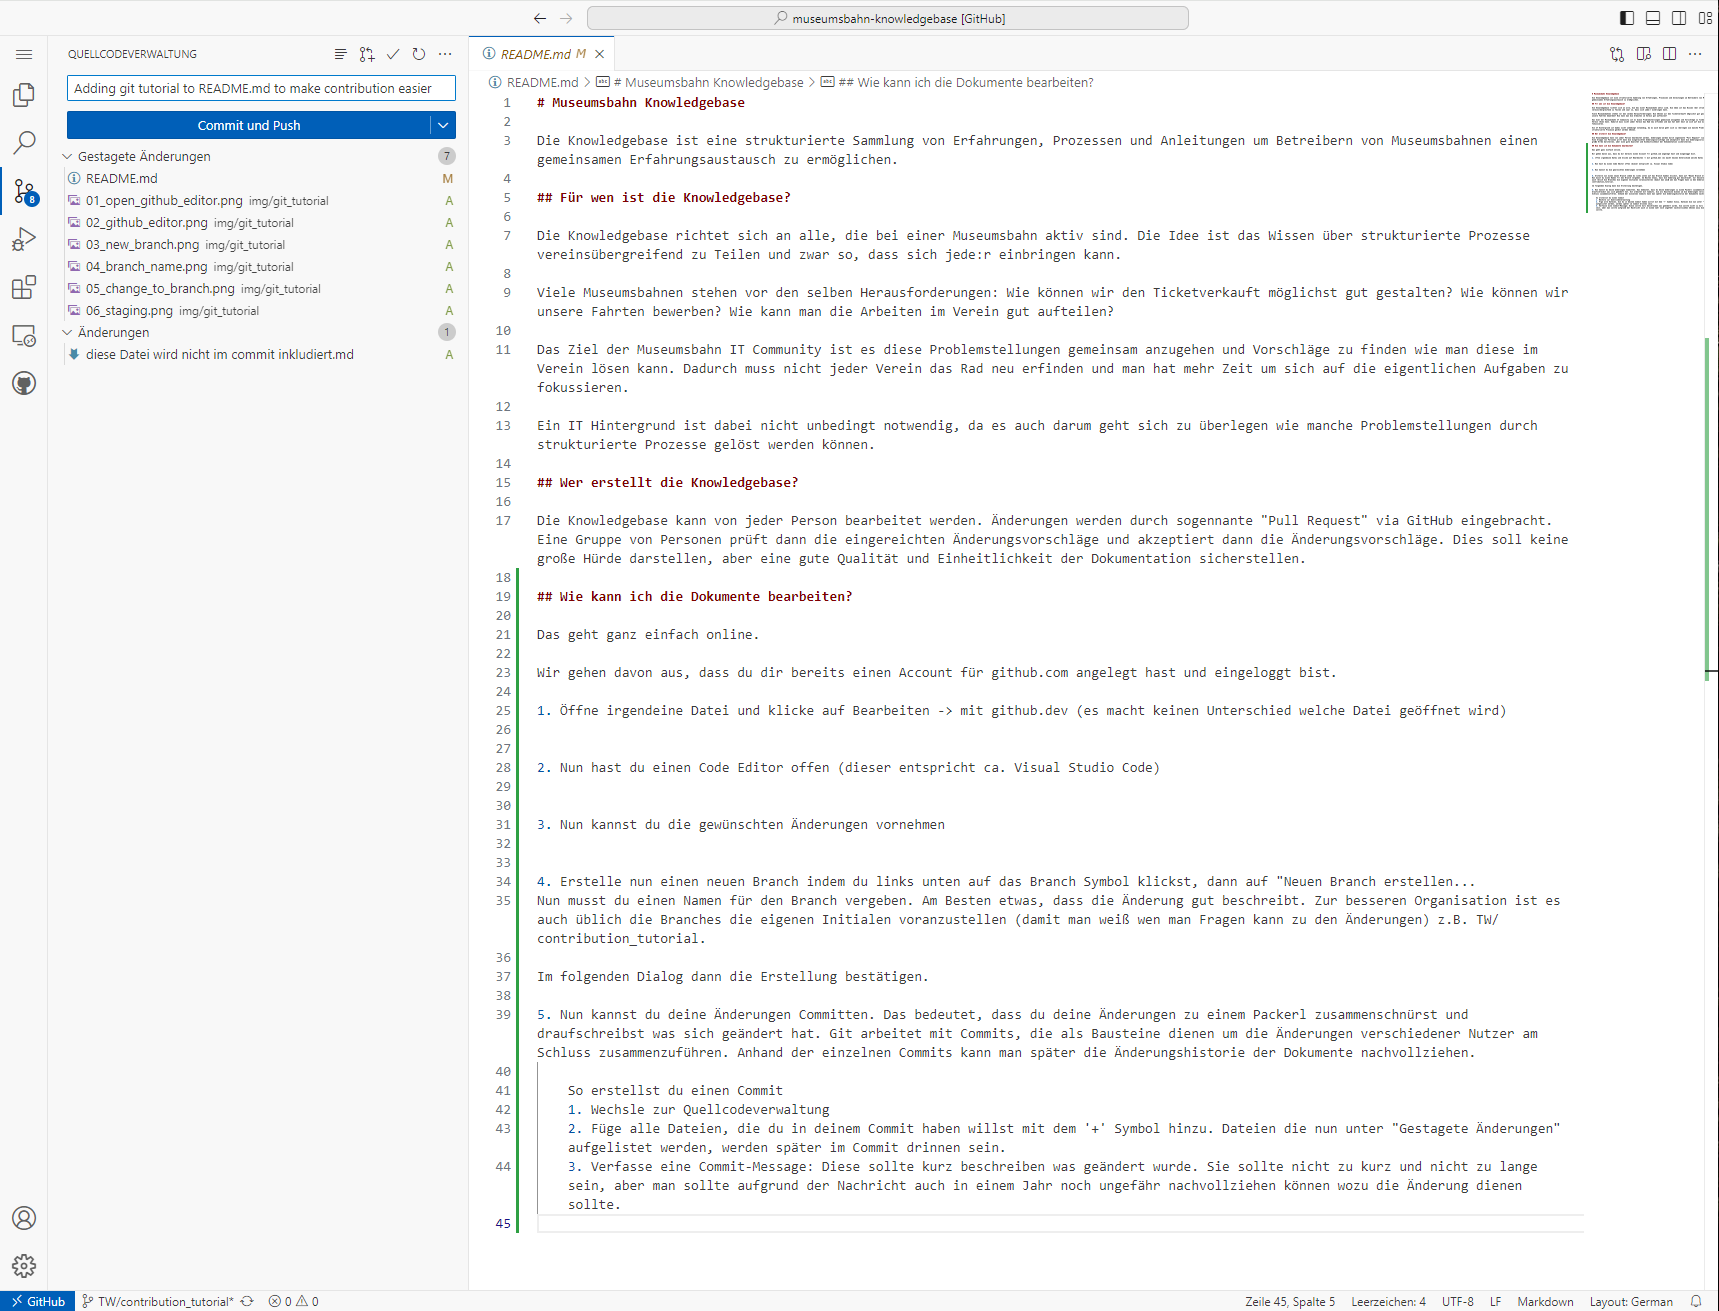 museumsbahn-knowledgebase [GitHub]
QUELLCODEVERWALTUNG
README.md M
README.md > # Museumsbahn Knowledgebase > ## Wie kann ich die Dokumente bearbeiten?
Adding git tutorial to README.md to make contribution easier
Commit und Push
Gestagete Änderungen 7
README.md M
01_open_github_editor.png img/git_tutorial A
02_github_editor.png img/git_tutorial A
03_new_branch.png img/git_tutorial A
04_branch_name.png img/git_tutorial A
05_change_to_branch.png img/git_tutorial A
06_staging.png img/git_tutorial A
Änderungen 1
diese Datei wird nicht im commit inkludiert.md A
8
1 # Museumsbahn Knowledgebase
2
3 Die Knowledgebase ist eine strukturierte Sammlung von Erfahrungen, Prozessen und Anleitungen um Betreibern von Museumsbahnen einen
gemeinsamen Erfahrungsaustausch zu ermöglichen.
4
5 ## Für wen ist die Knowledgebase?
6
7 Die Knowledgebase richtet sich an alle, die bei einer Museumsbahn aktiv sind. Die Idee ist das Wissen über strukturierte Prozesse
vereinsübergreifend zu Teilen und zwar so, dass sich jede:r einbringen kann.
8
9 Viele Museumsbahnen stehen vor den selben Herausforderungen: Wie können wir den Ticketverkauft möglichst gut gestalten? Wie können wir
unsere Fahrten bewerben? Wie kann man die Arbeiten im Verein gut aufteilen?
10
11 Das Ziel der Museumsbahn IT Community ist es diese Problemstellungen gemeinsam anzugehen und Vorschläge zu finden wie man diese im
Verein lösen kann. Dadurch muss nicht jeder Verein das Rad neu erfinden und man hat mehr Zeit um sich auf die eigentlichen Aufgaben zu
fokussieren.
12
13 Ein IT Hintergrund ist dabei nicht unbedingt notwendig, da es auch darum geht sich zu überlegen wie manche Problemstellungen durch
strukturierte Prozesse gelöst werden können.
14
15 ## Wer erstellt die Knowledgebase?
16
17 Die Knowledgebase kann von jeder Person bearbeitet werden. Änderungen werden durch sogennante "Pull Request" via GitHub eingebracht.
Eine Gruppe von Personen prüft dann die eingereichten Änderungsvorschläge und akzeptiert dann die Änderungsvorschläge. Dies soll keine
große Hürde darstellen, aber eine gute Qualität und Einheitlichkeit der Dokumentation sicherstellen.
18
19 ## Wie kann ich die Dokumente bearbeiten?
20
21 Das geht ganz einfach online.
22
23 Wir gehen davon aus, dass du dir bereits einen Account für github.com angelegt hast und eingeloggt bist.
24
25 1. Öffne irgendeine Datei und klicke auf Bearbeiten -> mit github.dev (es macht keinen Unterschied welche Datei geöffnet wird)
26
27
28 2. Nun hast du einen Code Editor offen (dieser entspricht ca. Visual Studio Code)
29
30
31 3. Nun kannst du die gewünschten Änderungen vornehmen
32
33
34 4. Erstelle nun einen neuen Branch indem du links unten auf das Branch Symbol klickst, dann auf "Neuen Branch erstellen...
35 Nun musst du einen Namen für den Branch vergeben. Am Besten etwas, dass die Änderung gut beschreibt. Zur besseren Organisation ist es
auch üblich die Branches die eigenen Initialen voranzustellen (damit man weiß wen man Fragen kann zu den Änderungen) z.B. TW/
contribution_tutorial.
36
37 Im folgenden Dialog dann die Erstellung bestätigen.
38
39 5. Nun kannst du deine Änderungen Committen. Das bedeutet, dass du deine Änderungen zu einem Packerl zusammenschnürst und
draufschreibst was sich geändert hat. Git arbeitet mit Commits, die als Bausteine dienen um die Änderungen verschiedener Nutzer am
Schluss zusammenzuführen. Anhand der einzelnen Commits kann man später die Änderungshistorie der Dokumente nachvollziehen.
40
41 So erstellst du einen Commit
42 1. Wechsle zur Quellcodeverwaltung
43 2. Füge alle Dateien, die du in deinem Commit haben willst mit dem '+' Symbol hinzu. Dateien die nun unter "Gestagete Änderungen"
aufgelistet werden, werden später im Commit drinnen sein.
44 3. Verfasse eine Commit-Message: Diese sollte kurz beschreiben was geändert wurde. Sie sollte nicht zu kurz und nicht zu lange
sein, aber man sollte aufgrund der Nachricht auch in einem Jahr noch ungefähr nachvollziehen können wozu die Änderung dienen
sollte.
45
GitHub TW/contribution_tutorial* 0 0 Zeile 45, Spalte 5 Leerzeichen: 4 UTF-8 LF Markdown Layout: German